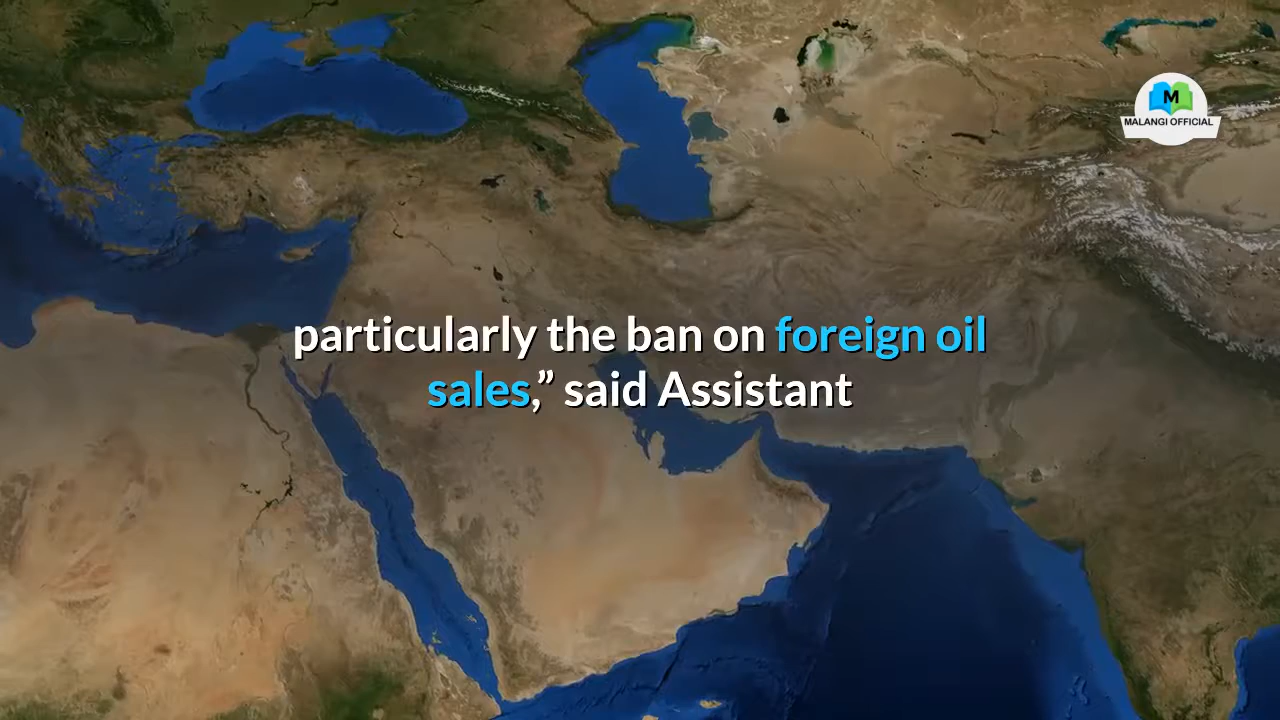 M
MALANGI OFFICIAL
particularly the ban on foreign oil
sales,” said Assistant